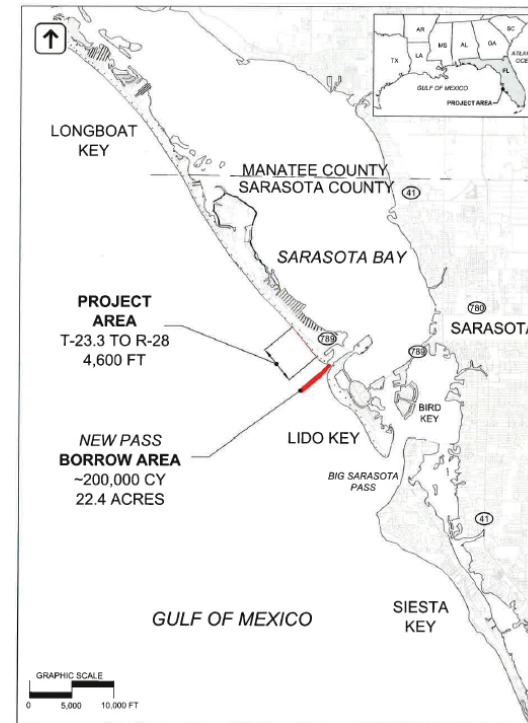 AR
SC
MS
AL
GA
LA
TX
FL
GULF OF MEXICO
PROJECT AREA
LONGBOAT
KEY
MANATEE COUNTY
SARASOTA COUNTY
41
SARASOTA BAY
PROJECT
AREA
T-23.3 TO R-28
4,600 FT
780
789
SARASOTA
789
NEW PASS
BORROW AREA
~200,000 CY
22.4 ACRES
LIDO KEY
BIRD
KEY
BIG SARASOTA
PASS
41
GULF OF MEXICO
SIESTA
KEY
GRAPHIC SCALE
0 5,000 10,000 FT